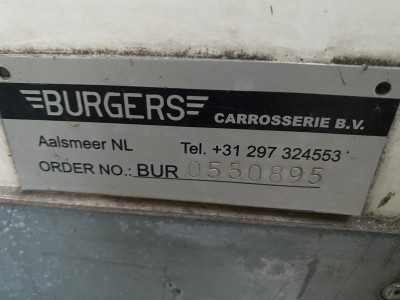 BURGERS CARROSSERIE B.V.
Aalsmeer NL Tel. +31 297 324553
ORDER NO.: BUR 0550895